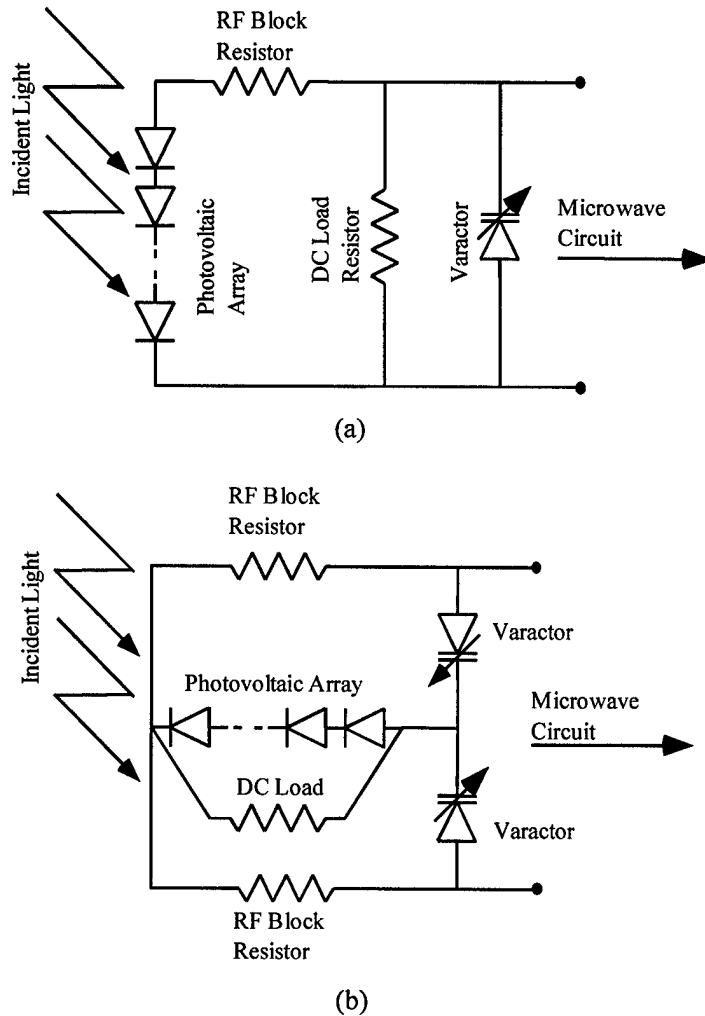 RF Block
Resistor
Incident Light
Photovoltaic
Array
DC Load
Resistor
Varactor
Microwave
Circuit
(a)
RF Block
Resistor
Incident Light
Varactor
Photovoltaic Array
Microwave
Circuit
DC Load
Varactor
RF Block
Resistor
(b)